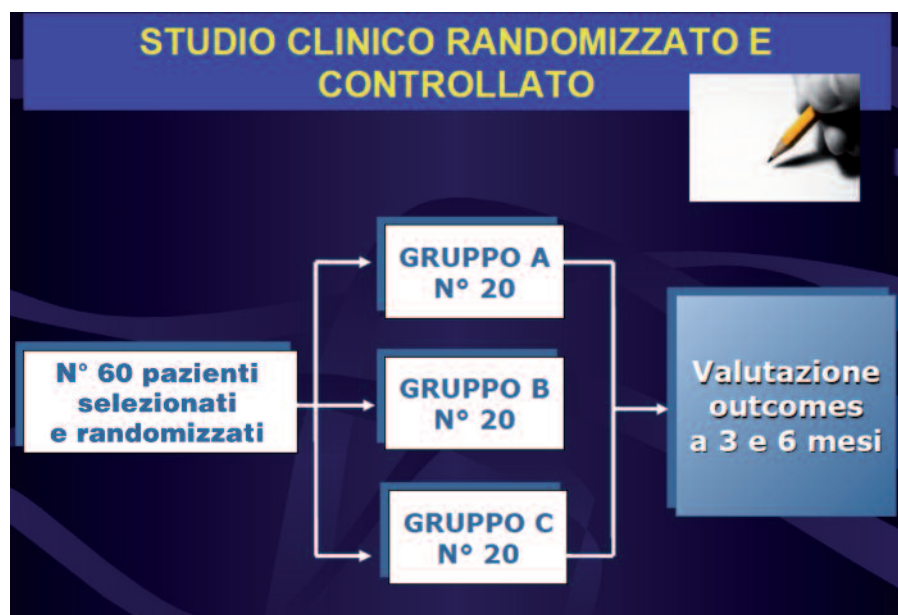 STUDIO CLINICO RANDOMIZZATO E
CONTROLLATO
N° 60 pazienti
selezionati
e randomizzati
GRUPPO A
N° 20
GRUPPO B
N° 20
GRUPPO C
N° 20
Valutazione
outcomes
a 3 e 6 mesi